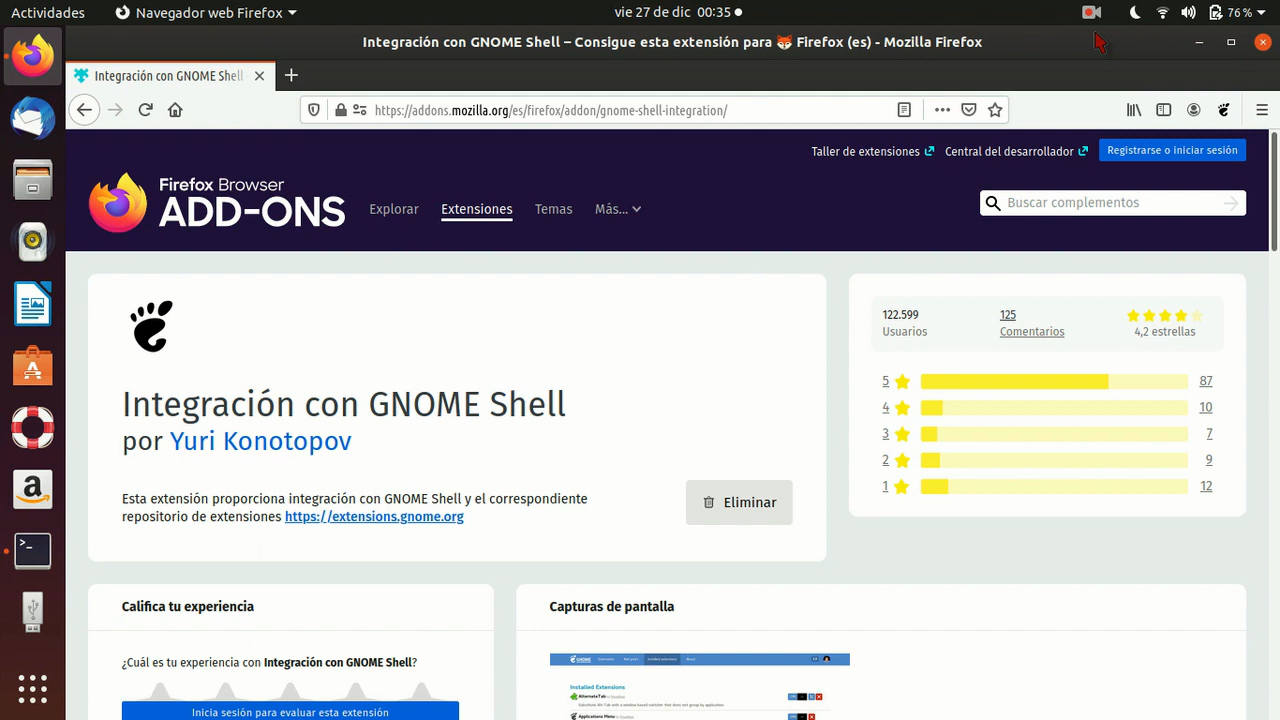 Actividades
Navegador web Firefox
vie 27 de dic 00:35
76 %
Integración con GNOME Shell – Consigue esta extensión para 🦊 Firefox (es) - Mozilla Firefox
Integración con GNOME Shell
https://addons.mozilla.org/es/firefox/addon/gnome-shell-integration/
Taller de extensiones
Central del desarrollador
Registrarse o iniciar sesión
Firefox Browser
ADD-ONS
Explorar
Extensiones
Temas
Más...
Buscar complementos
Integración con GNOME Shell
por Yuri Konotopov
Esta extensión proporciona integración con GNOME Shell y el correspondiente
repositorio de extensiones https://extensions.gnome.org
Eliminar
122.599
Usuarios
125
Comentarios
4,2 estrellas
5 87
4 10
3 7
2 9
1 12
Califica tu experiencia
¿Cuál es tu experiencia con Integración con GNOME Shell?
Inicia sesión para evaluar esta extensión
Capturas de pantalla
GNOME
Installed Extensions
AlternateTab
Applications Menu